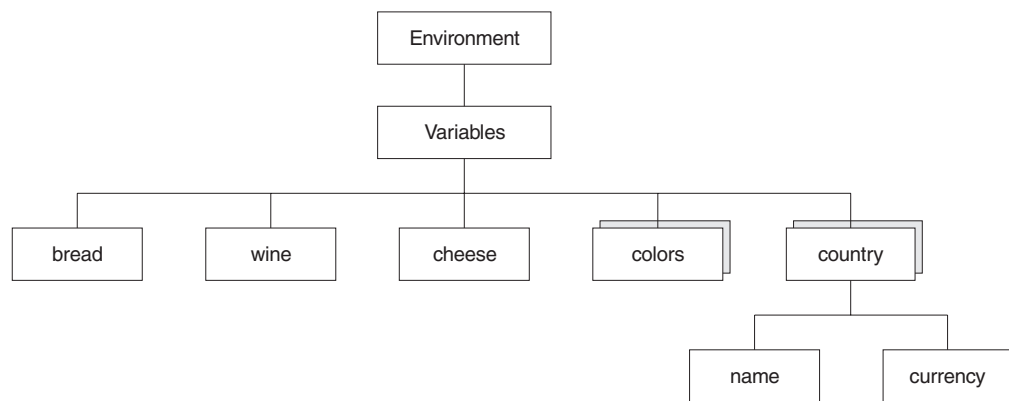 Environment
Variables
bread
wine
cheese
colors
country
name
currency